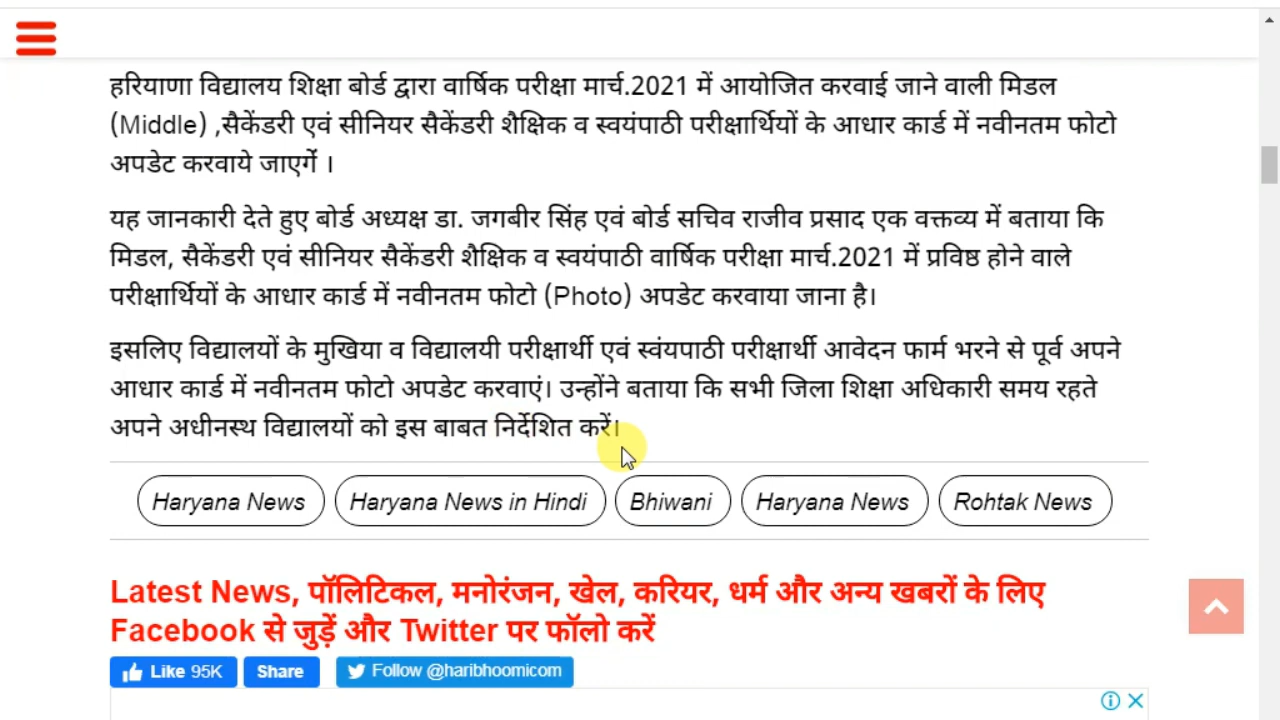 हरियाणा विद्यालय शिक्षा बोर्ड द्वारा वार्षिक परीक्षा मार्च.2021 में आयोजित करवाई जाने वाली मिडल
(Middle) ,सैकेंडरी एवं सीनियर सैकेंडरी शैक्षिक व स्वयंपाठी परीक्षार्थियों के आधार कार्ड में नवीनतम फोटो
अपडेट करवाये जाएगेंं ।
यह जानकारी देते हुए बोर्ड अध्यक्ष डा. जगबीर सिंह एवं बोर्ड सचिव राजीव प्रसाद एक वक्तव्य में बताया कि
मिडल, सैकेंडरी एवं सीनियर सैकेंडरी शैक्षिक व स्वयंपाठी वार्षिक परीक्षा मार्च.2021 में प्रविष्ठ होने वाले
परीक्षार्थियों के आधार कार्ड में नवीनतम फोटो (Photo) अपडेट करवाया जाना है।
इसलिए विद्यालयों के मुखिया व विद्यालयी परीक्षार्थी एवं स्वंयपाठी परीक्षार्थी आवेदन फार्म भरने से पूर्व अपने
आधार कार्ड में नवीनतम फोटो अपडेट करवाएं। उन्होंने बताया कि सभी जिला शिक्षा अधिकारी समय रहते
अपने अधीनस्थ विद्यालयों को इस बाबत निर्देशित करें।
Haryana News Haryana News in Hindi Bhiwani Haryana News Rohtak News
Latest News, पॉलिटिकल, मनोरंजन, खेल, करियर, धर्म और अन्य खबरों के लिए
Facebook से जुड़ें और Twitter पर फॉलो करें
Like 95K Share Follow @haribhoomicom